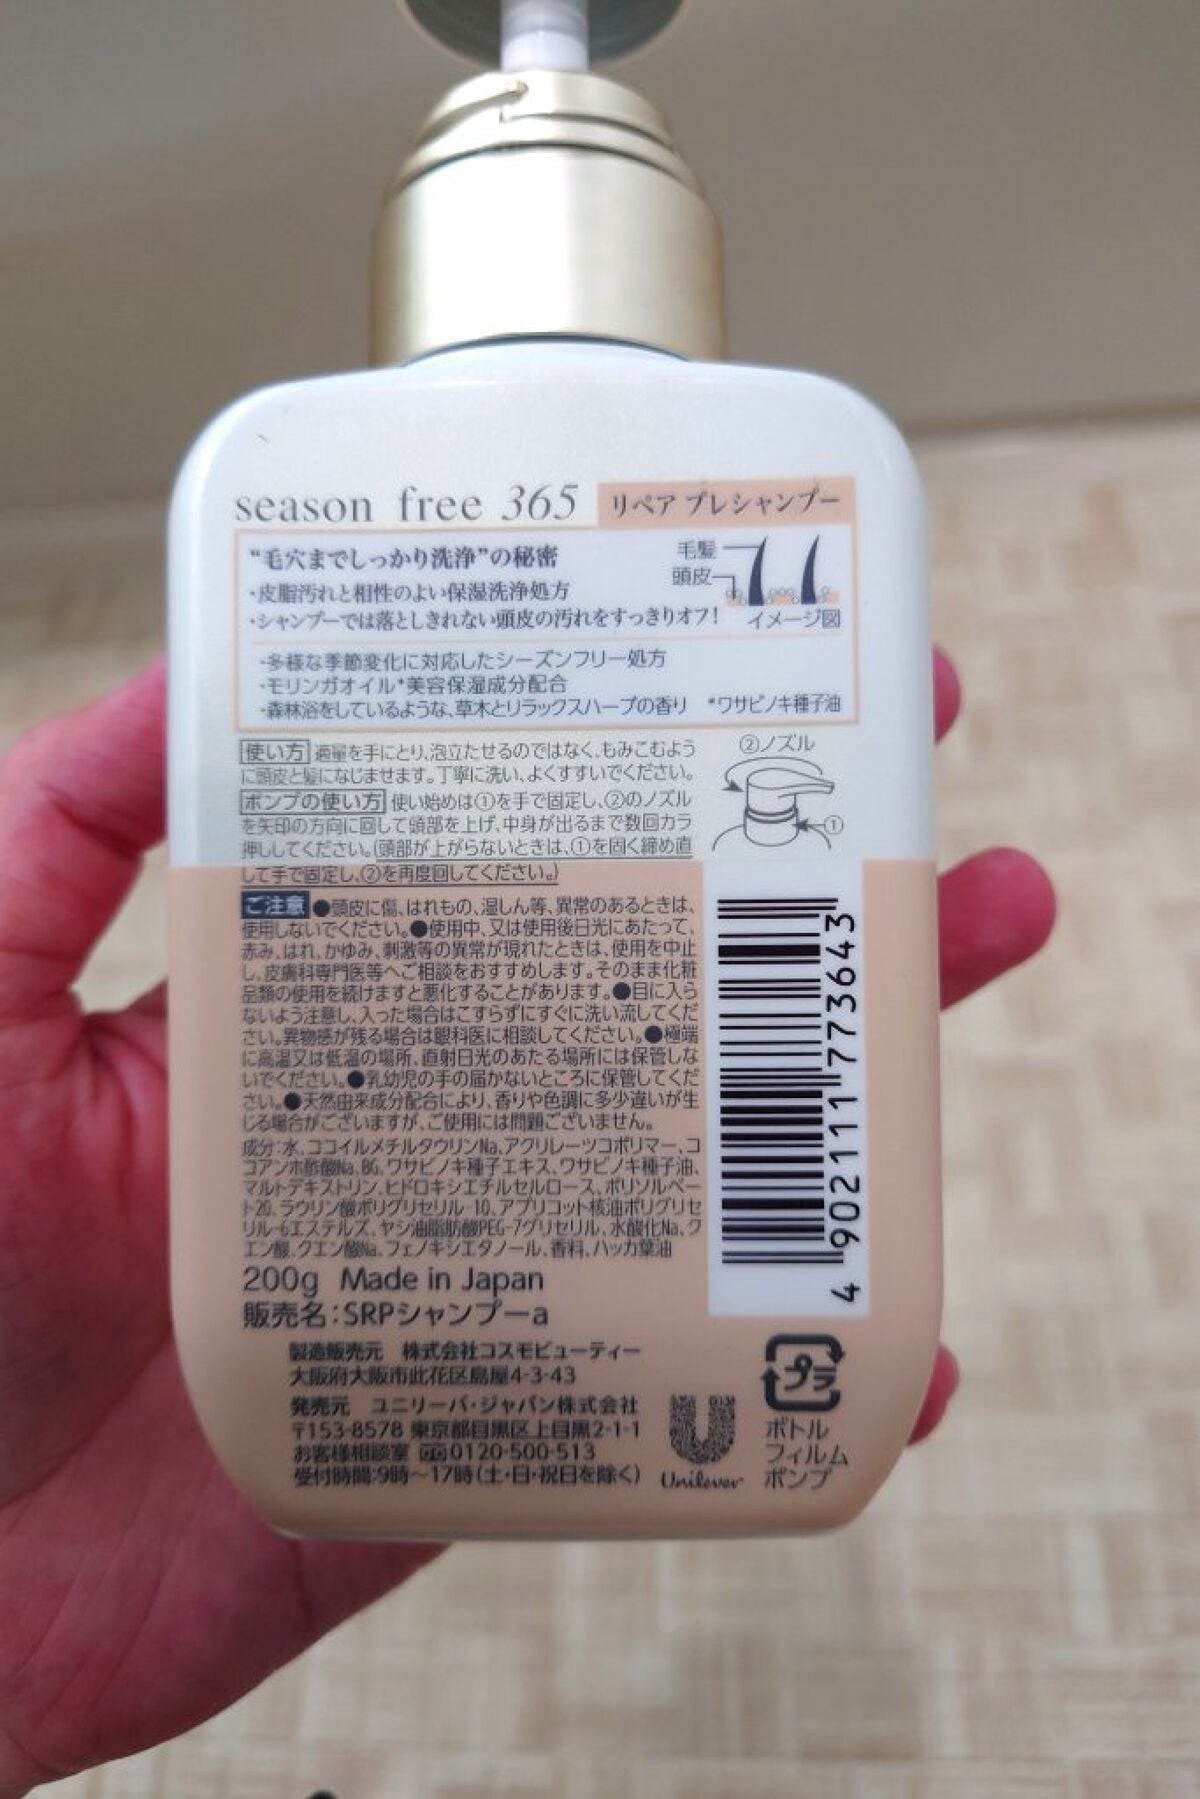 season free 365
リペア プレシャンプー
“毛穴までしっかり洗浄”の秘密
・皮脂汚れと相性のよい保湿洗浄処方
・シャンプーでは落としきれない頭皮の汚れをすっきりオフ!
毛髪
頭皮
イメージ図
・多様な季節変化に対応したシーズンフリー処方
・モリンガオイル*美容保湿成分配合
・森林浴をしているような、草木とリラックスハーブの香り *ワサビノキ種子油
使い方 適量を手にとり、泡立たせるのではなく、もみこむよう
に頭皮と髪になじませます。丁寧に洗い、よくすすいでください。
ポンプの使い方 使い始めは①を手で固定し、②のノズル
を矢印の方向に回して頭部を上げ、中身が出るまで数回カラ
押ししてください。(頭部が上がらないときは、①を固く締め直
して手で固定し、②を再度回してください。)
②ノズル
①
ご注意 ●頭皮に傷、はれもの、湿しん等、異常のあるときは、
使用しないでください。●使用中、又は使用後日光にあたって、
赤み、はれ、かゆみ、刺激等の異常が現れたときは、使用を中止
し、皮膚科専門医等へご相談をおすすめします。そのまま化粧
品類の使用を続けますと悪化することがあります。●目に入ら
ないよう注意し、入った場合はこすらずにすぐに洗い流してくだ
さい。異物感が残る場合は眼科医に相談してください。●極端
に高温又は低温の場所、直射日光のあたる場所には保管しな
いでください。●乳幼児の手の届かないところに保管してくだ
さい。●天然由来成分配合により、香りや色調に多少違いが生
じる場合がございますが、ご使用には問題ございません。
成分:水、ココイルメチルタウリンNa、アクリレーツコポリマー、コ
コアンホ酢酸Na、BG、ワサビノキ種子エキス、ワサビノキ種子油、
マルトデキストリン、ヒドロキシエチルセルロース、ポリソルベー
ト20、ラウリン酸ポリグリセリル-10、アプリコット核油ポリグリセ
リル-6エステルズ、ヤシ油脂肪酸PEG-7グリセリル、水酸化Na、ク
エン酸、クエン酸Na、フェノキシエタノール、香料、ハッカ葉油
200g Made in Japan
販売名:SRPシャンプーa
4902111773643
製造販売元 株式会社コスモビューティー
大阪府大阪市此花区島屋4-3-43
発売元 ユニリーバ・ジャパン株式会社
〒153-8578 東京都目黒区上目黒2-1-1
お客様相談室 0120-500-513
受付時間:9時～17時(土・日・祝日を除く)
Unilever
プラ
ボトル
フィルム
ポンプ